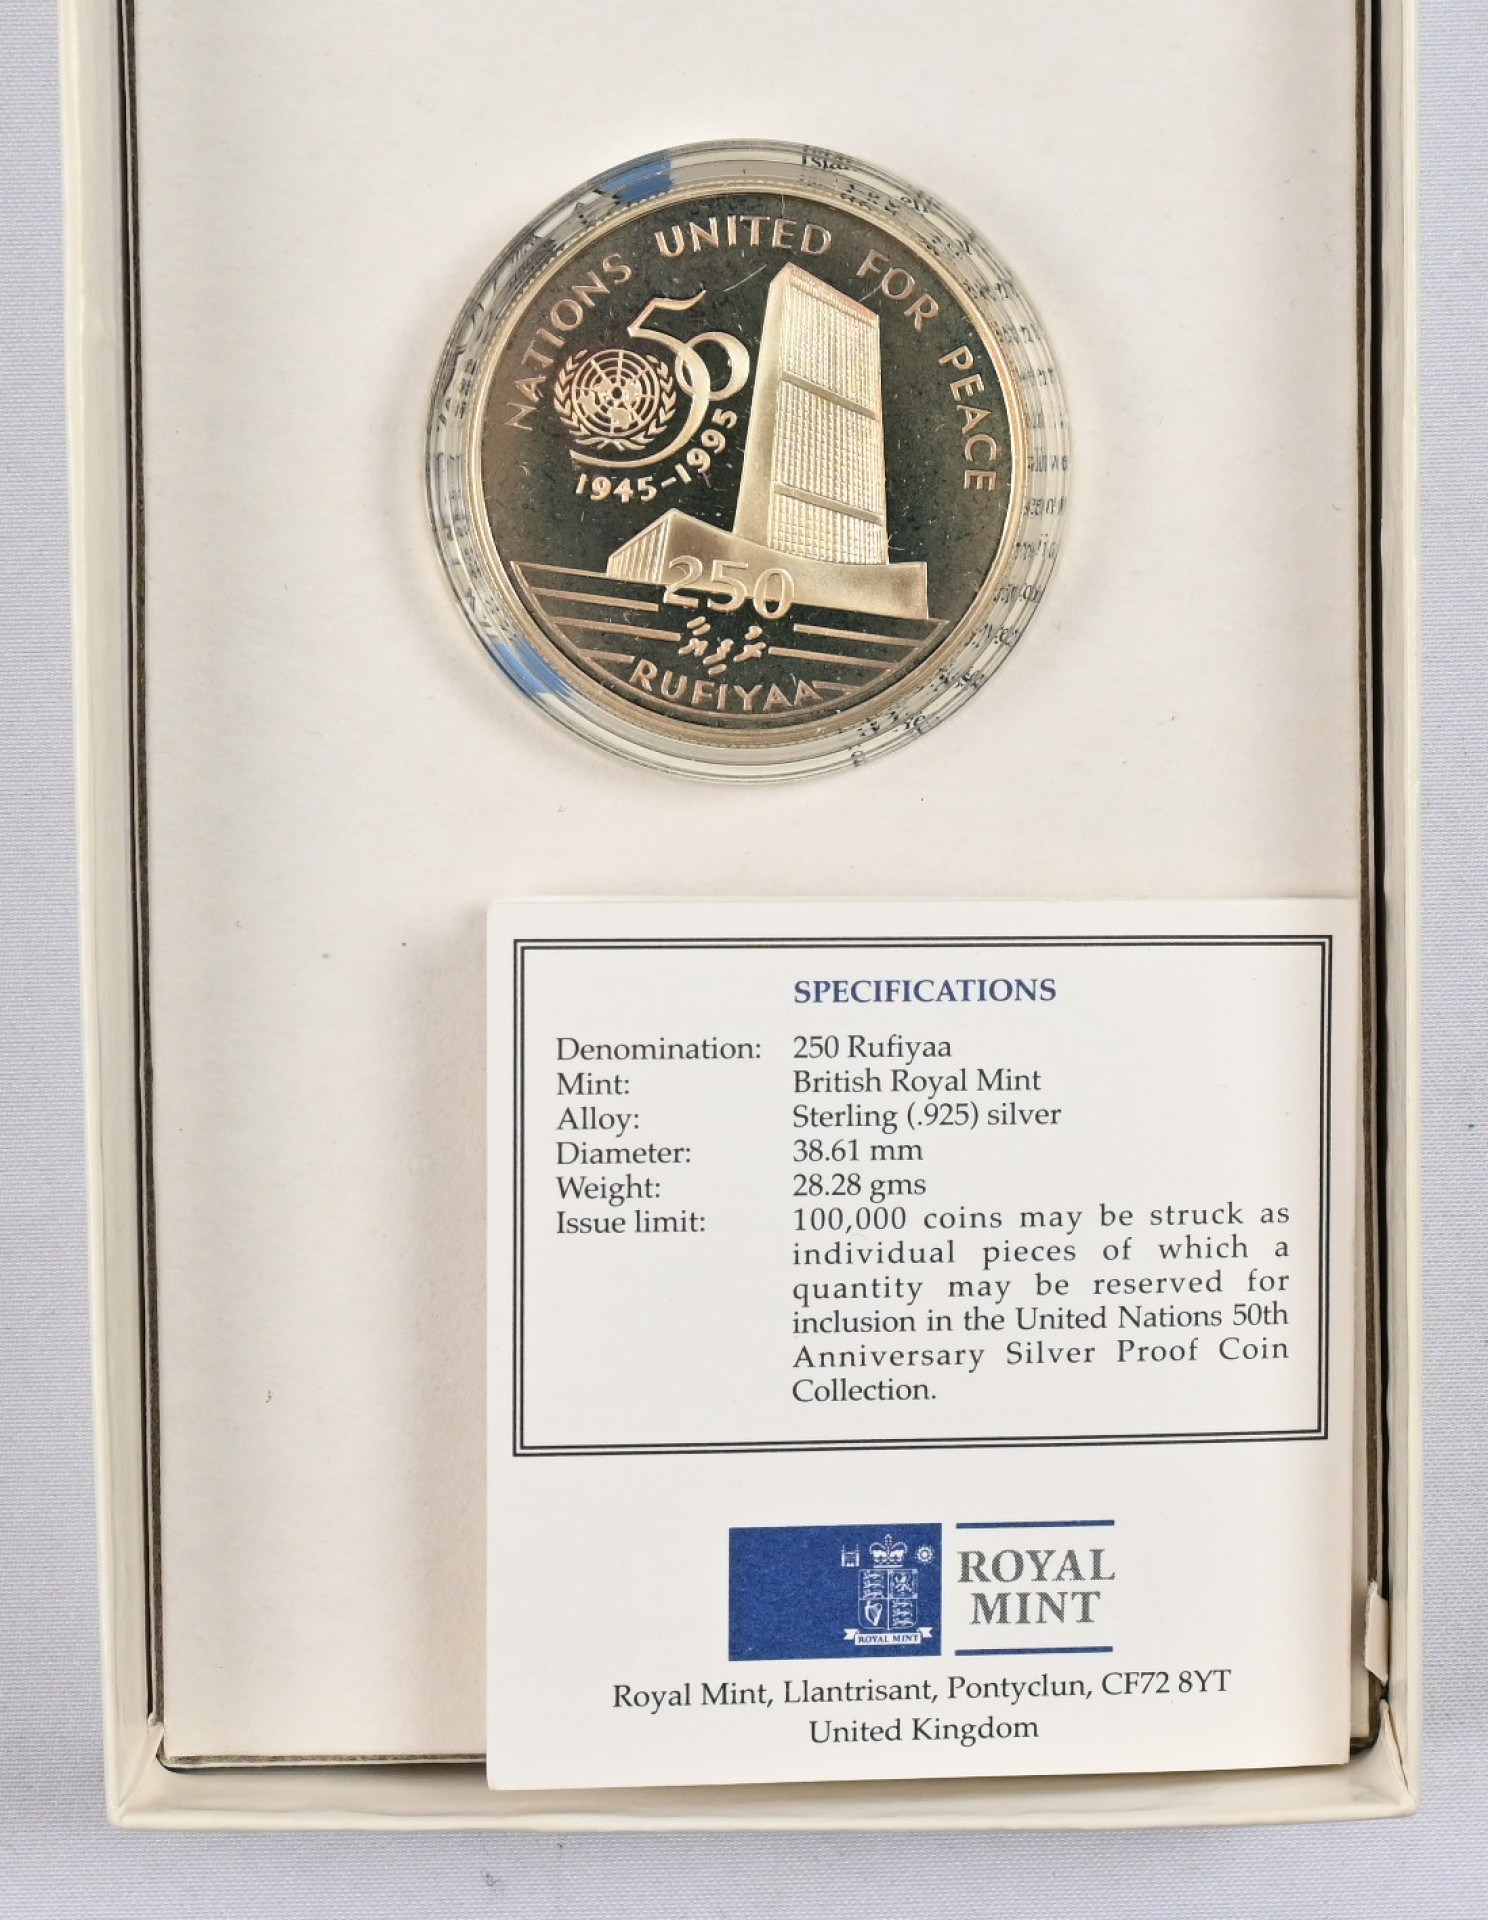 NATIONS UNITED FOR PEACE
50
1945-1995
250
ރުފިޔާ
RUFIYAA
SPECIFICATIONS
Denomination: 250 Rufiyaa
Mint: British Royal Mint
Alloy: Sterling (.925) silver
Diameter: 38.61 mm
Weight: 28.28 gms
Issue limit: 100,000 coins may be struck as
individual pieces of which a
quantity may be reserved for
inclusion in the United Nations 50th
Anniversary Silver Proof Coin
Collection.
ROYAL MINT
ROYAL
MINT
Royal Mint, Llantrisant, Pontyclun, CF72 8YT
United Kingdom